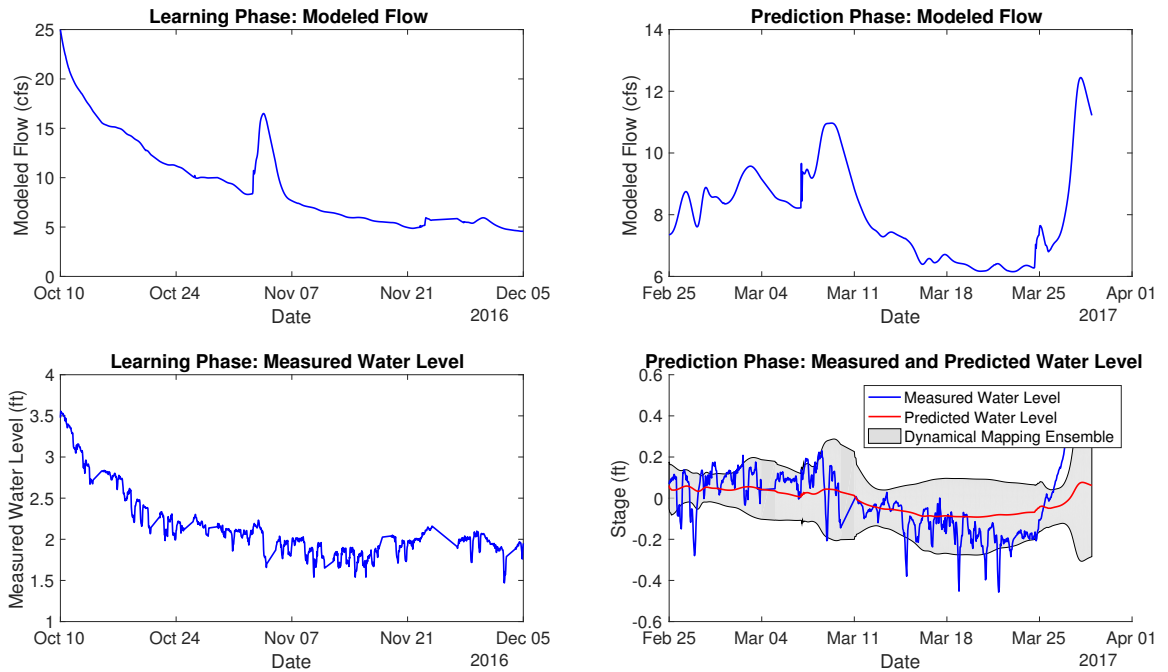 Learning Phase: Modeled Flow
Modeled Flow (cfs)
25
20
15
10
5
0
Oct 10 Oct 24 Nov 07 Nov 21 Dec 05
Date
2016
Prediction Phase: Modeled Flow
Modeled Flow (cfs)
14
12
10
8
6
Feb 25 Mar 04 Mar 11 Mar 18 Mar 25 Apr 01
Date
2017
Learning Phase: Measured Water Level
Measured Water Level (ft)
4
3.5
3
2.5
2
1.5
1
Oct 10 Oct 24 Nov 07 Nov 21 Dec 05
Date
2016
Prediction Phase: Measured and Predicted Water Level
Stage (ft)
0.6
0.4
0.2
0
-0.2
-0.4
-0.6
Measured Water Level
Predicted Water Level
Dynamical Mapping Ensemble
Feb 25 Mar 04 Mar 11 Mar 18 Mar 25 Apr 01
Date
2017